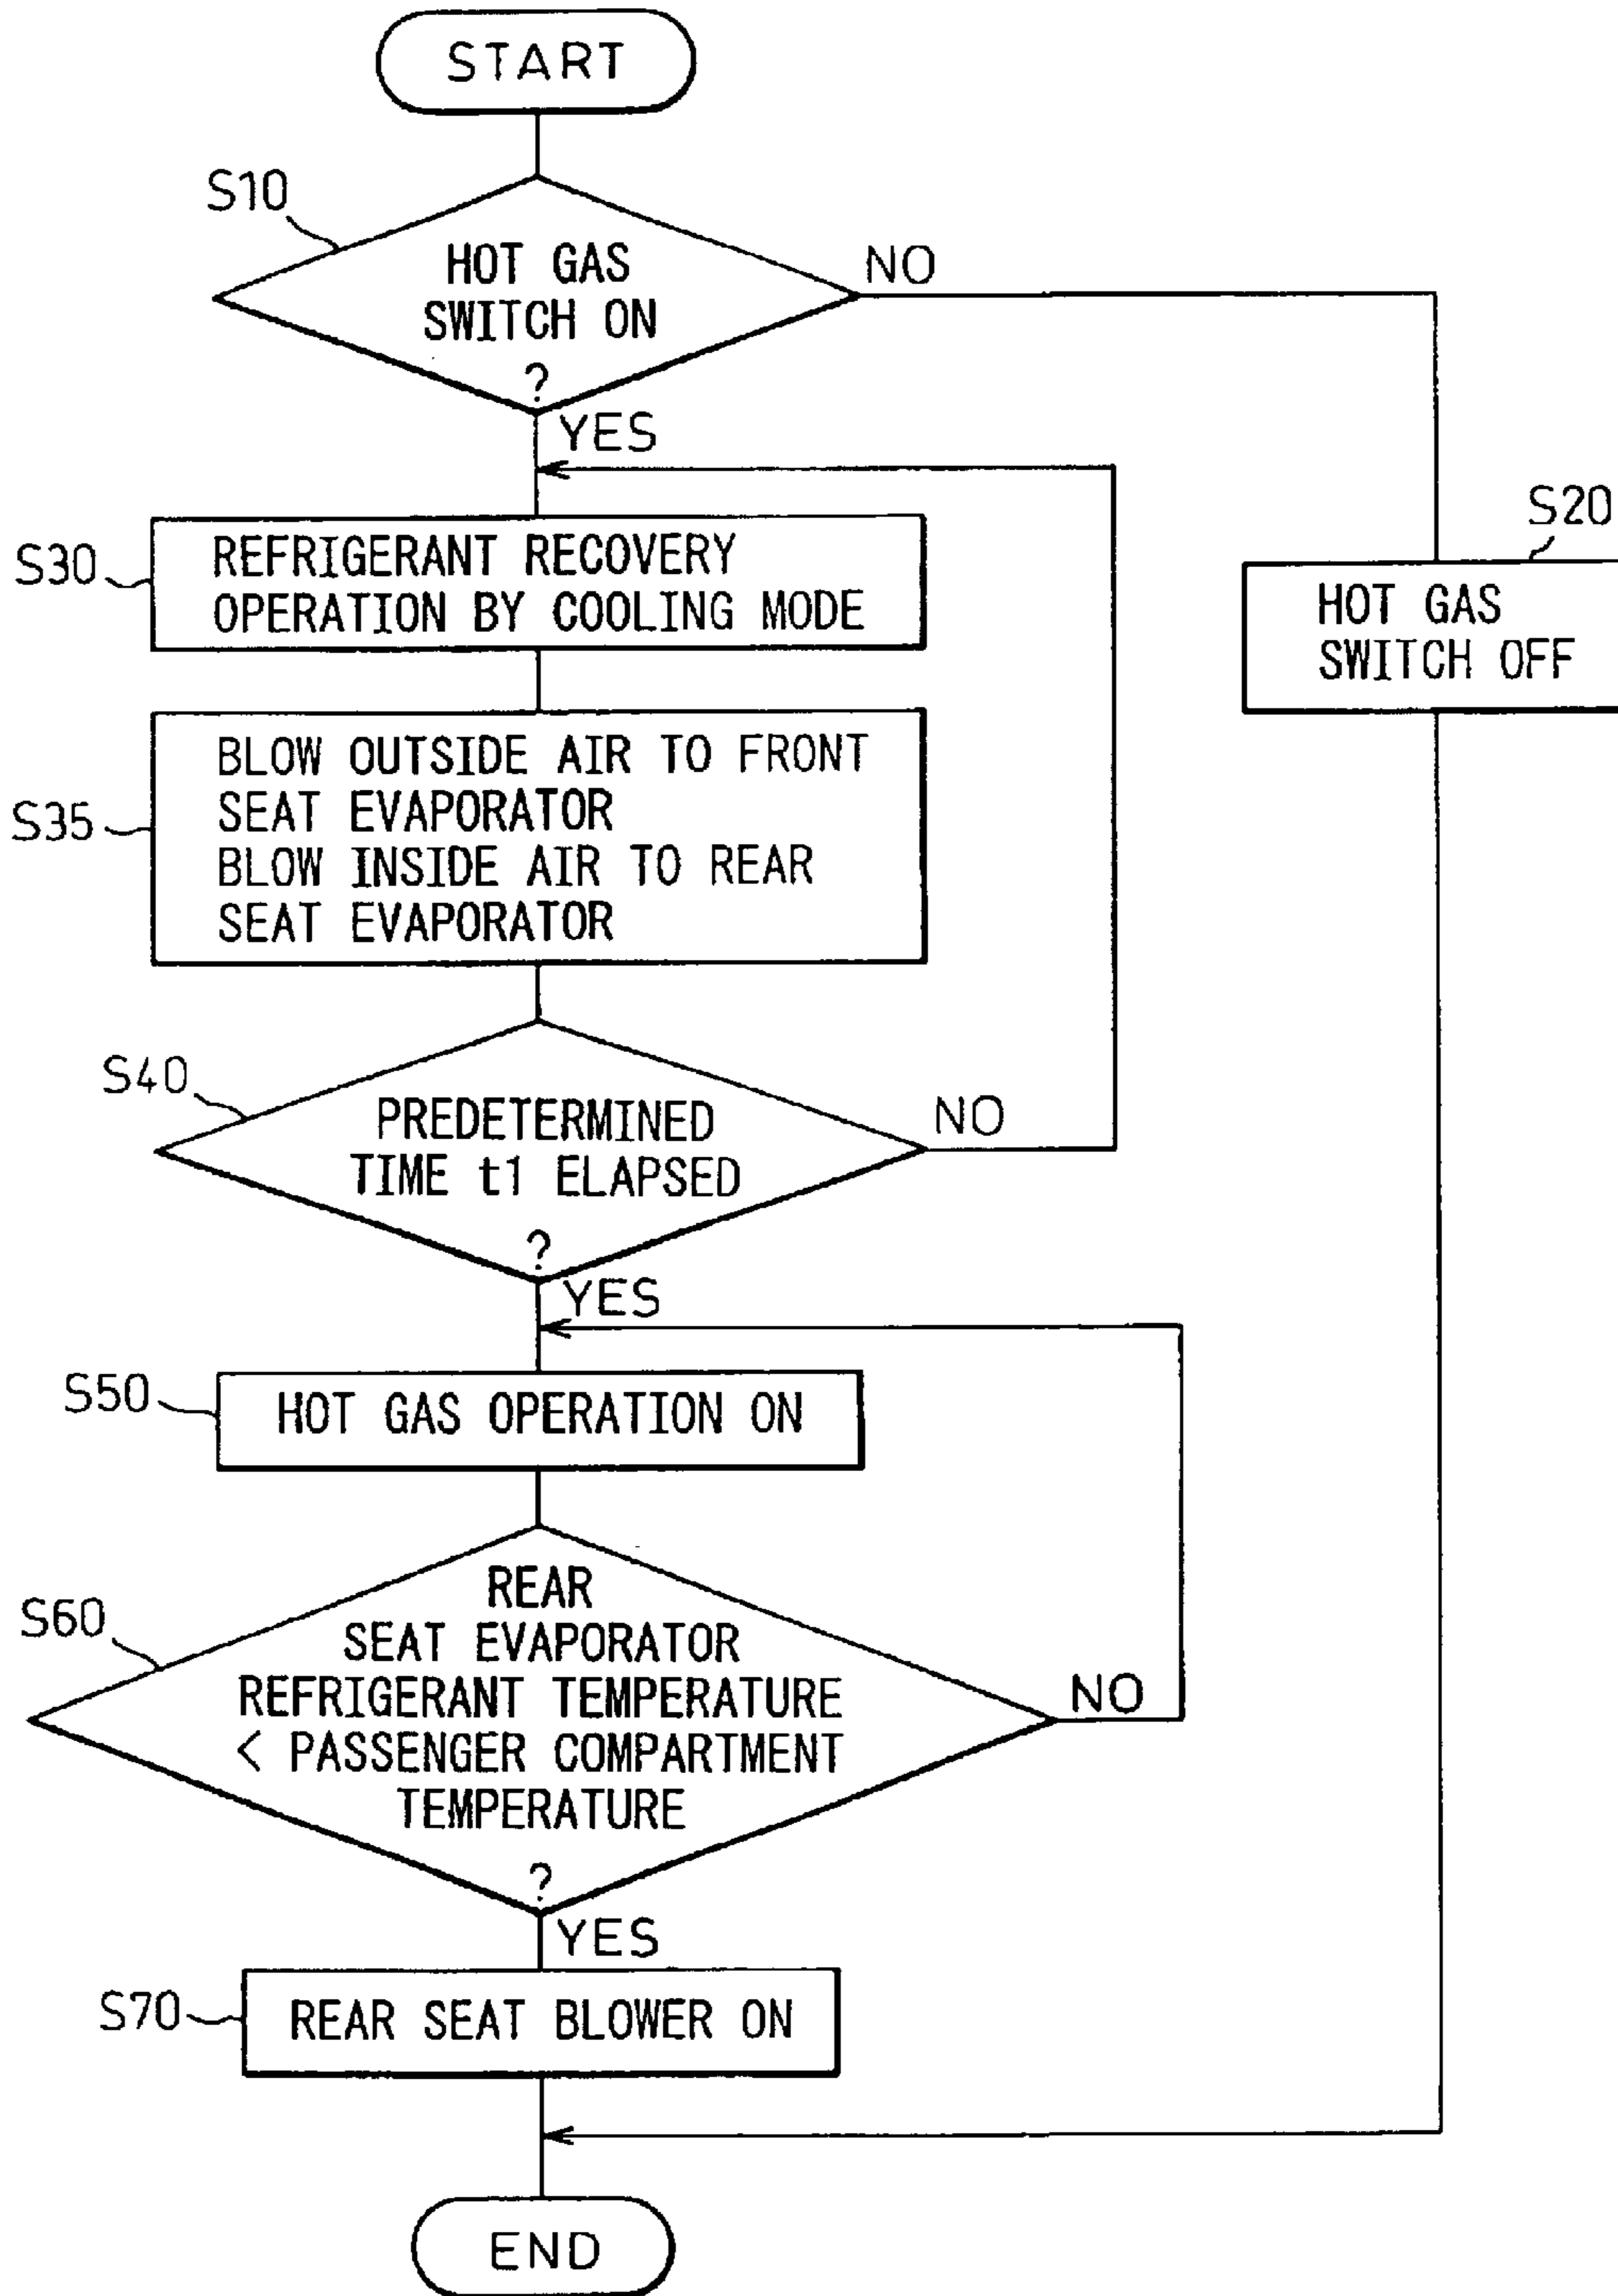 START
S10
HOT GAS
SWITCH ON
?
NO
YES
S20
HOT GAS
SWITCH OFF
S30
REFRIGERANT RECOVERY
OPERATION BY COOLING MODE
S35
BLOW OUTSIDE AIR TO FRONT
SEAT EVAPORATOR
BLOW INSIDE AIR TO REAR
SEAT EVAPORATOR
S40
PREDETERMINED
TIME t1 ELAPSED
?
NO
YES
S50
HOT GAS OPERATION ON
S60
REAR
SEAT EVAPORATOR
REFRIGERANT TEMPERATURE
< PASSENGER COMPARTMENT
TEMPERATURE
?
NO
YES
S70
REAR SEAT BLOWER ON
END